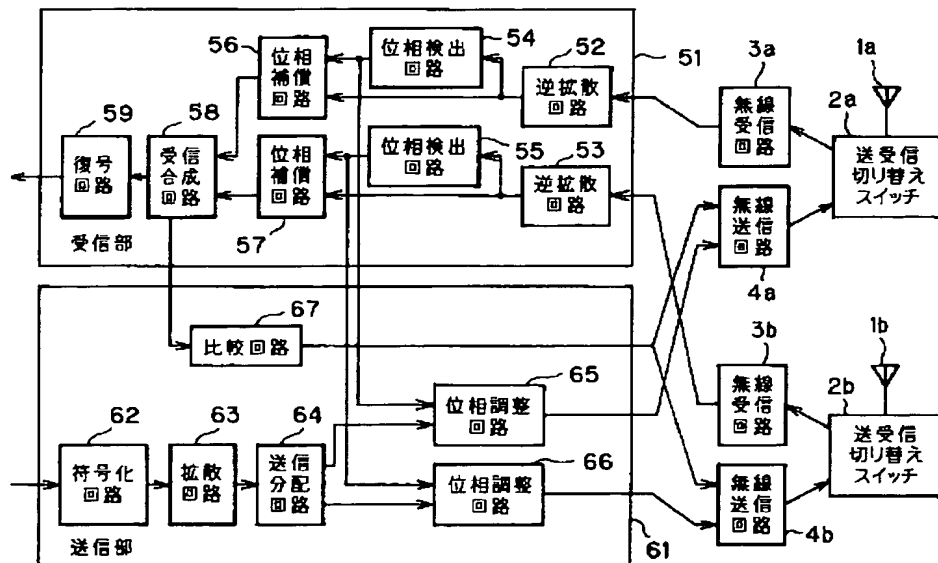 56
位相
補償
回路
54
位相検出
回路
52
逆拡散
回路
51
3a
無線
受信
回路
1a
2a
送受信
切り替え
スイッチ
59
復号
回路
58
受信
合成
回路
位相
補償
回路
57
位相検出
回路
55
53
逆拡散
回路
無線
送信
回路
4a
受信部
67
比較回路
3b
無線
受信
回路
1b
2b
送受信
切り替え
スイッチ
65
位相調整
回路
62
符号化
回路
63
拡散
回路
64
送信
分配
回路
66
位相調整
回路
無線
送信
回路
4b
送信部
61